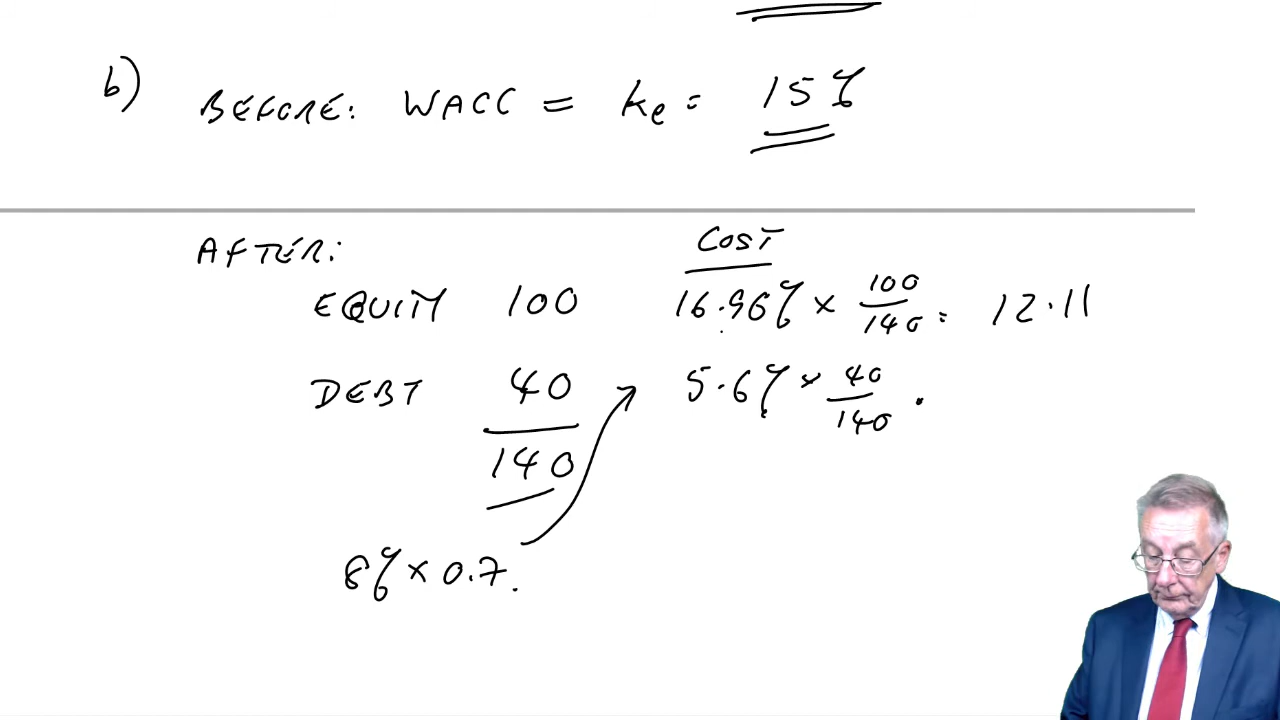 b) BEFORE: WACC = ke = 15%
AFTER: COST
EQUITY 100 16.96% × 100/140 = 12.11
DEBT 40 5.6% × 40/140
140
8% × 0.7